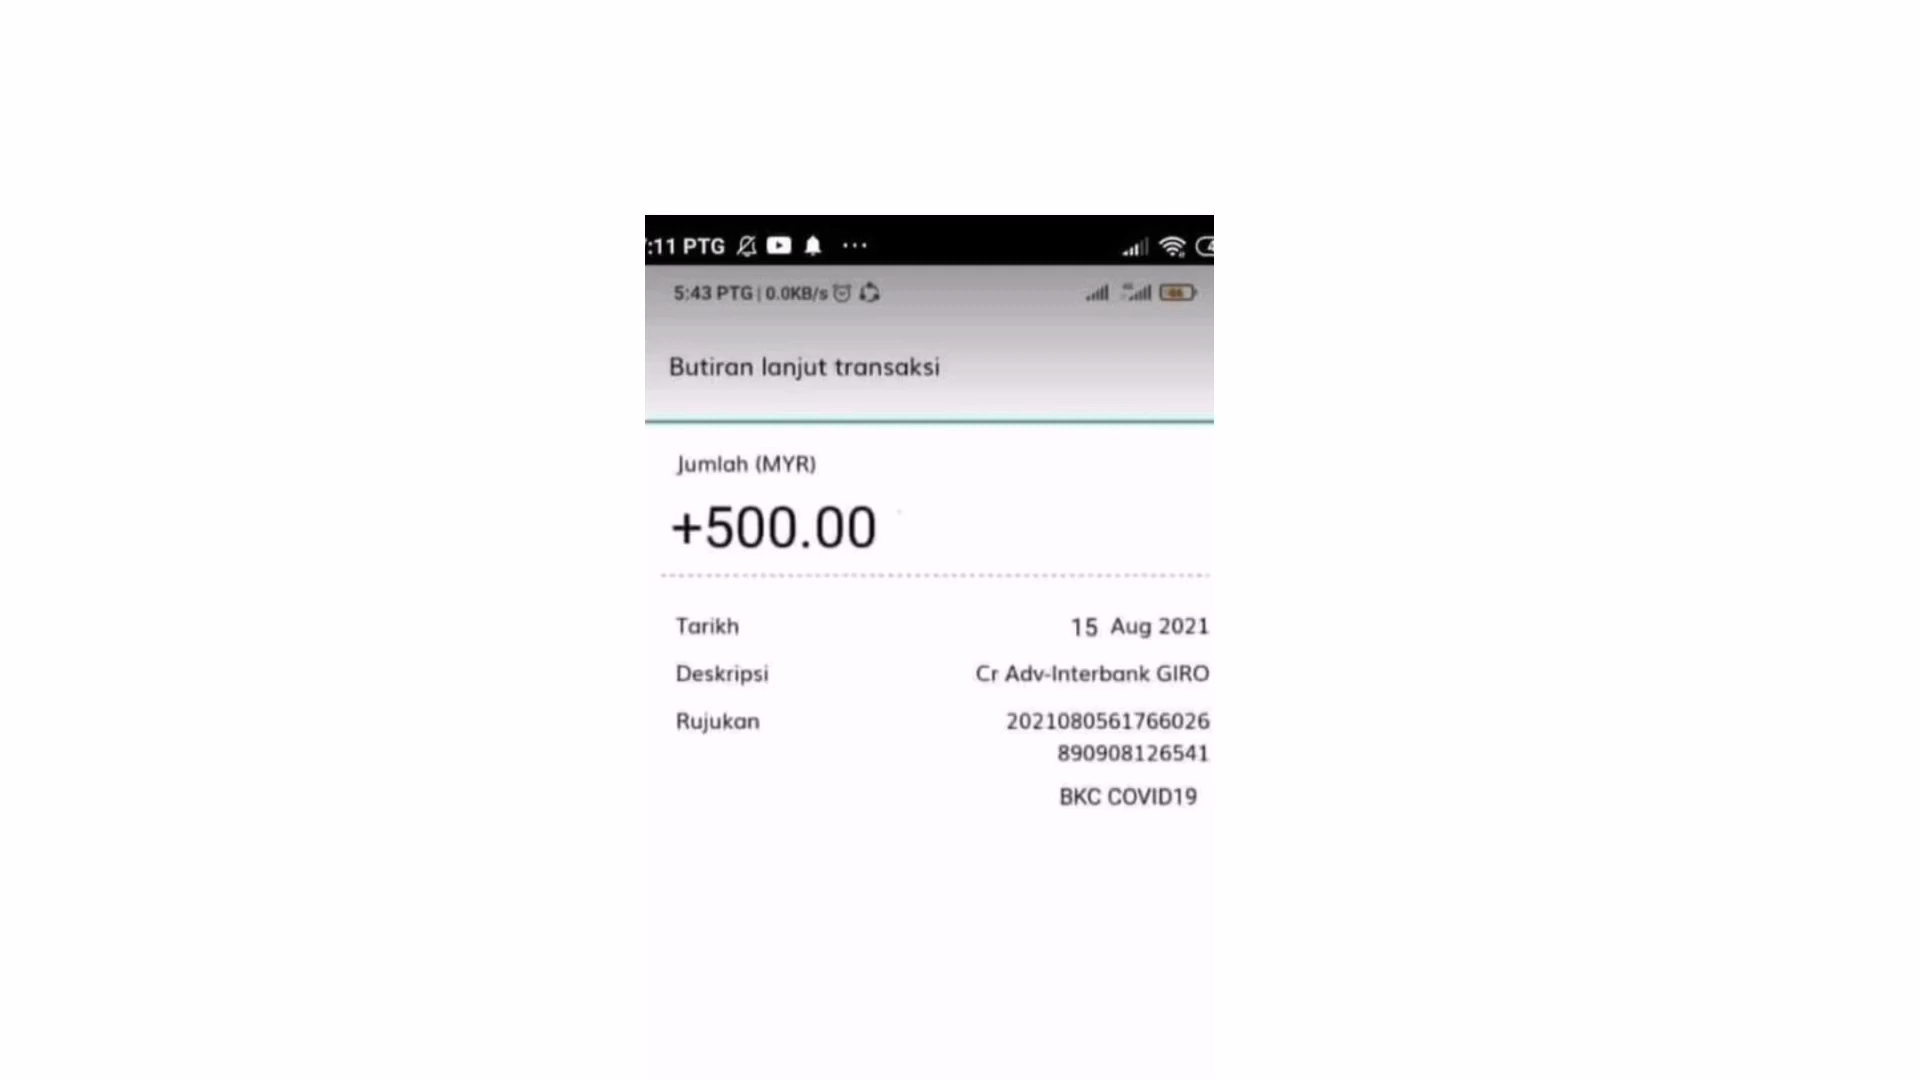 :11 PTG
5:43 PTG | 0.0KB/s
Butiran lanjut transaksi
Jumlah (MYR)
+500.00
Tarikh 15 Aug 2021
Deskripsi Cr Adv-Interbank GIRO
Rujukan 2021080561766026
890908126541
BKC COVID19